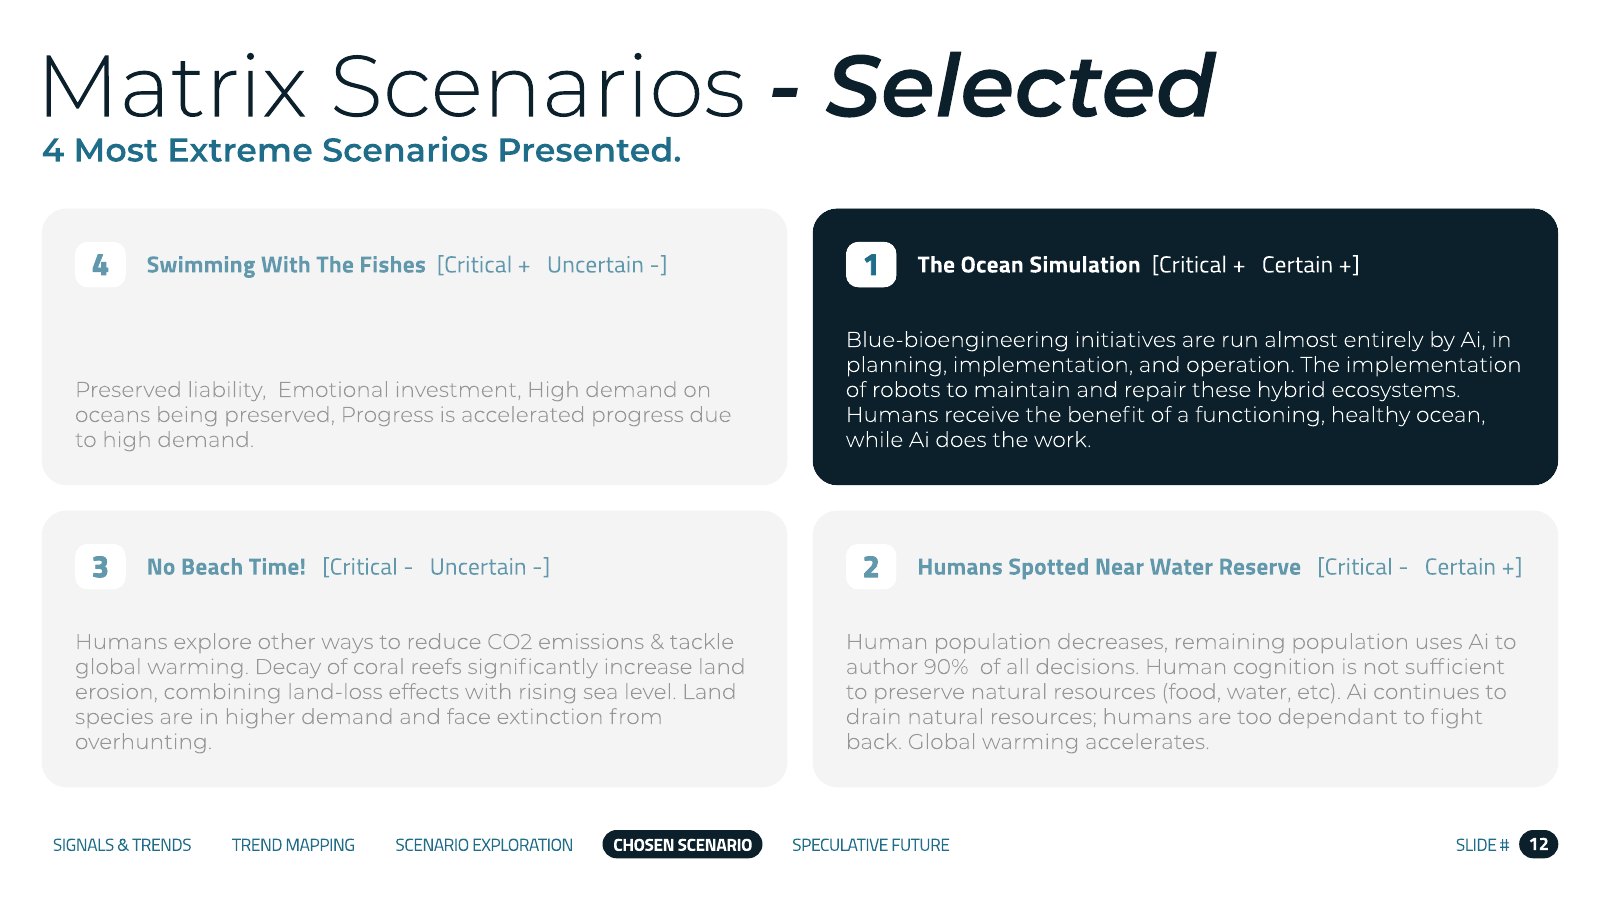 Matrix Scenarios - Selected
4 Most Extreme Scenarios Presented.
4 Swimming With The Fishes [Critical + Uncertain -]
Preserved liability, Emotional investment, High demand on
oceans being preserved, Progress is accelerated progress due
to high demand.
1 The Ocean Simulation [Critical + Certain +]
Blue-bioengineering initiatives are run almost entirely by Ai, in
planning, implementation, and operation. The implementation
of robots to maintain and repair these hybrid ecosystems.
Humans receive the benefit of a functioning, healthy ocean,
while Ai does the work.
3 No Beach Time! [Critical - Uncertain -]
Humans explore other ways to reduce CO2 emissions & tackle
global warming. Decay of coral reefs significantly increase land
erosion, combining land-loss effects with rising sea level. Land
species are in higher demand and face extinction from
overhunting.
2 Humans Spotted Near Water Reserve [Critical - Certain +]
Human population decreases, remaining population uses Ai to
author 90% of all decisions. Human cognition is not sufficient
to preserve natural resources (food, water, etc). Ai continues to
drain natural resources; humans are too dependant to fight
back. Global warming accelerates.
SIGNALS & TRENDS TREND MAPPING SCENARIO EXPLORATION CHOSEN SCENARIO SPECULATIVE FUTURE SLIDE # 12